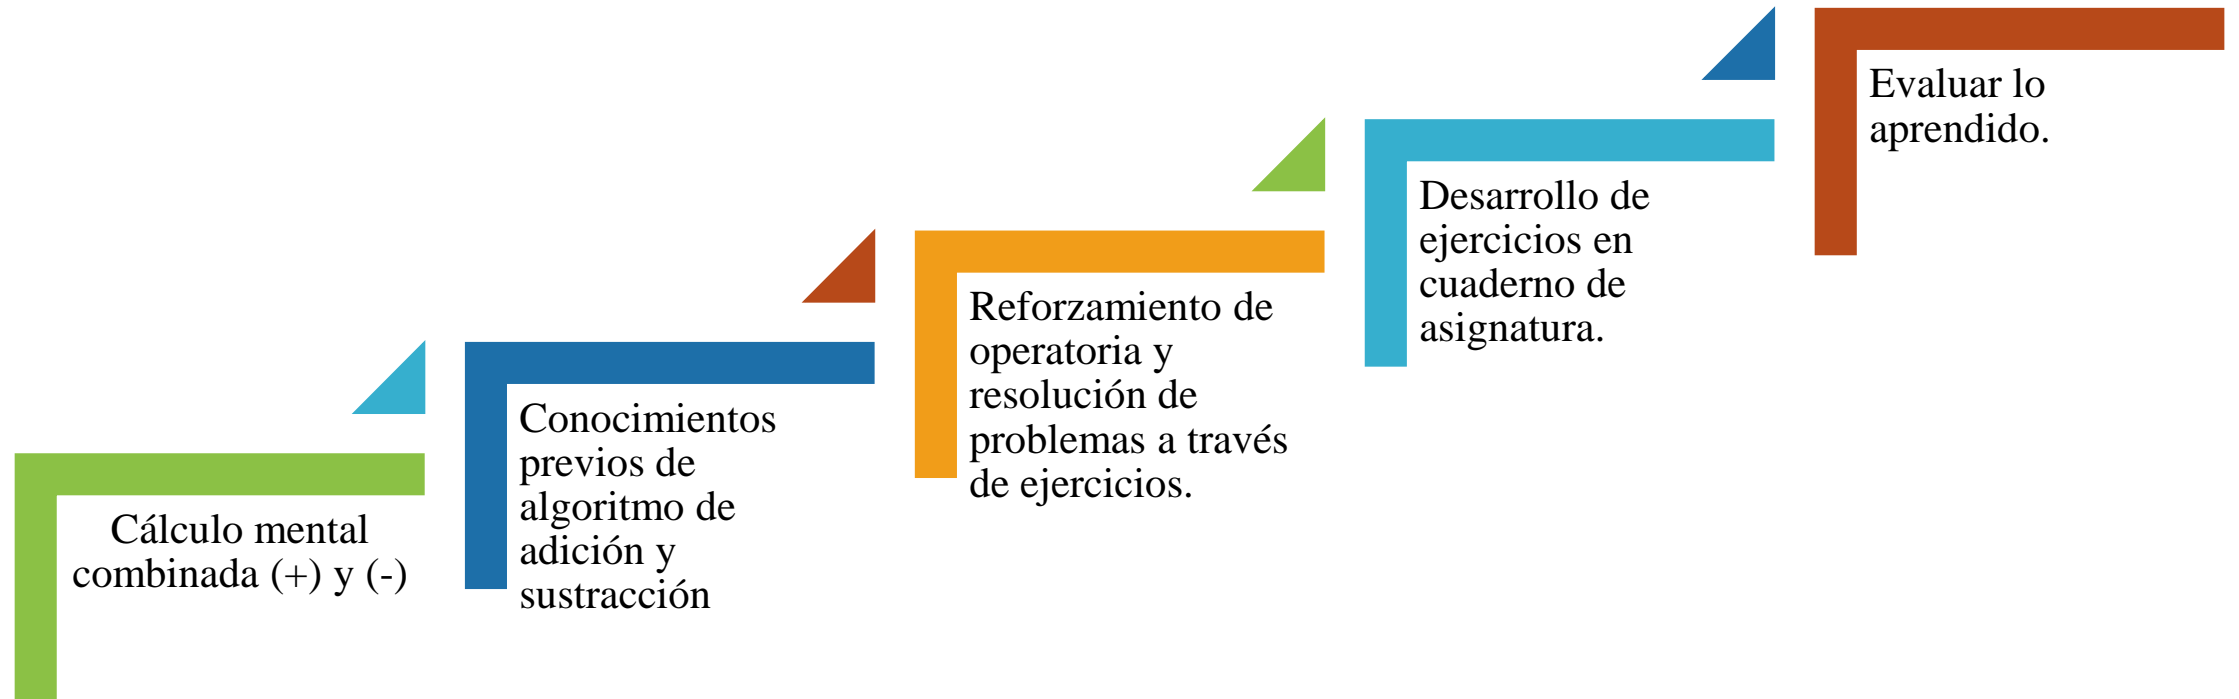 Cálculo mental
combinada (+) y (-)
Conocimientos
previos de
algoritmo de
adición y
sustracción
Reforzamiento de
operatoria y
resolución de
problemas a través
de ejercicios.
Desarrollo de
ejercicios en
cuaderno de
asignatura.
Evaluar lo
aprendido.